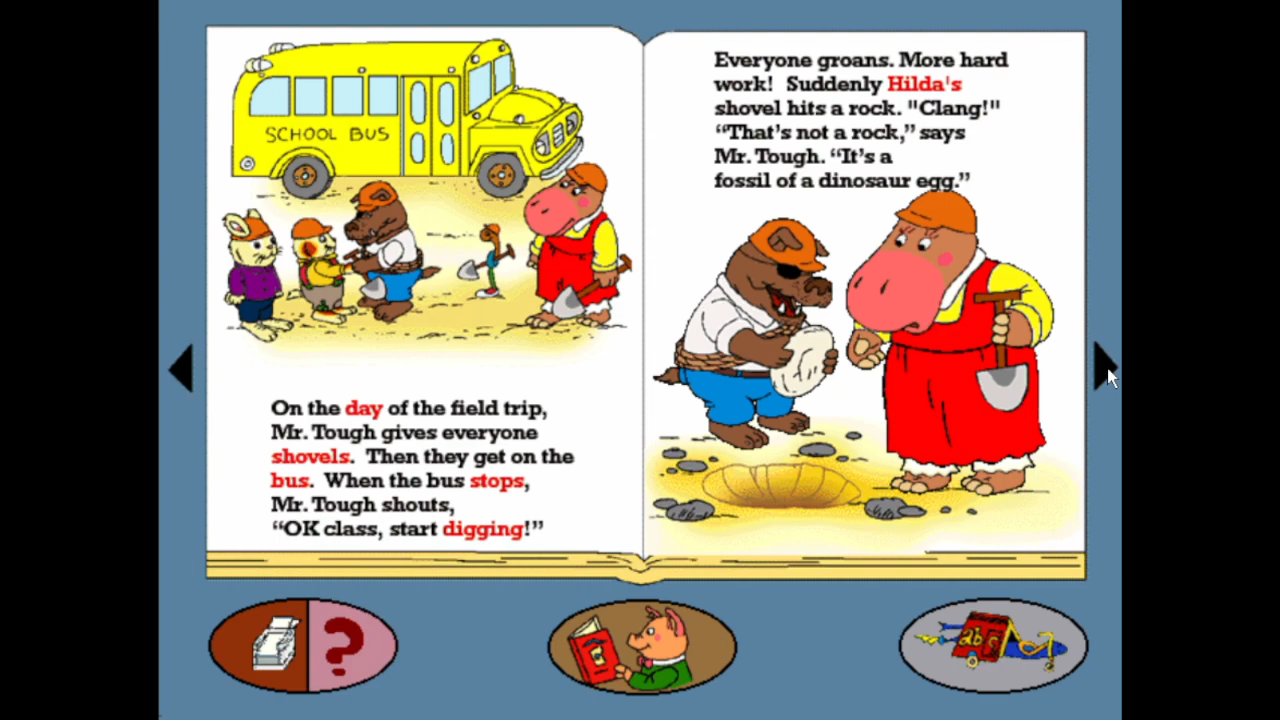 SCHOOL BUS
On the day of the field trip,
Mr. Tough gives everyone
shovels. Then they get on the
bus. When the bus stops,
Mr. Tough shouts,
“OK class, start digging!”
Everyone groans. More hard
work! Suddenly Hilda's
shovel hits a rock. "Clang!"
“That’s not a rock,” says
Mr. Tough. “It’s a
fossil of a dinosaur egg.”
?
abc